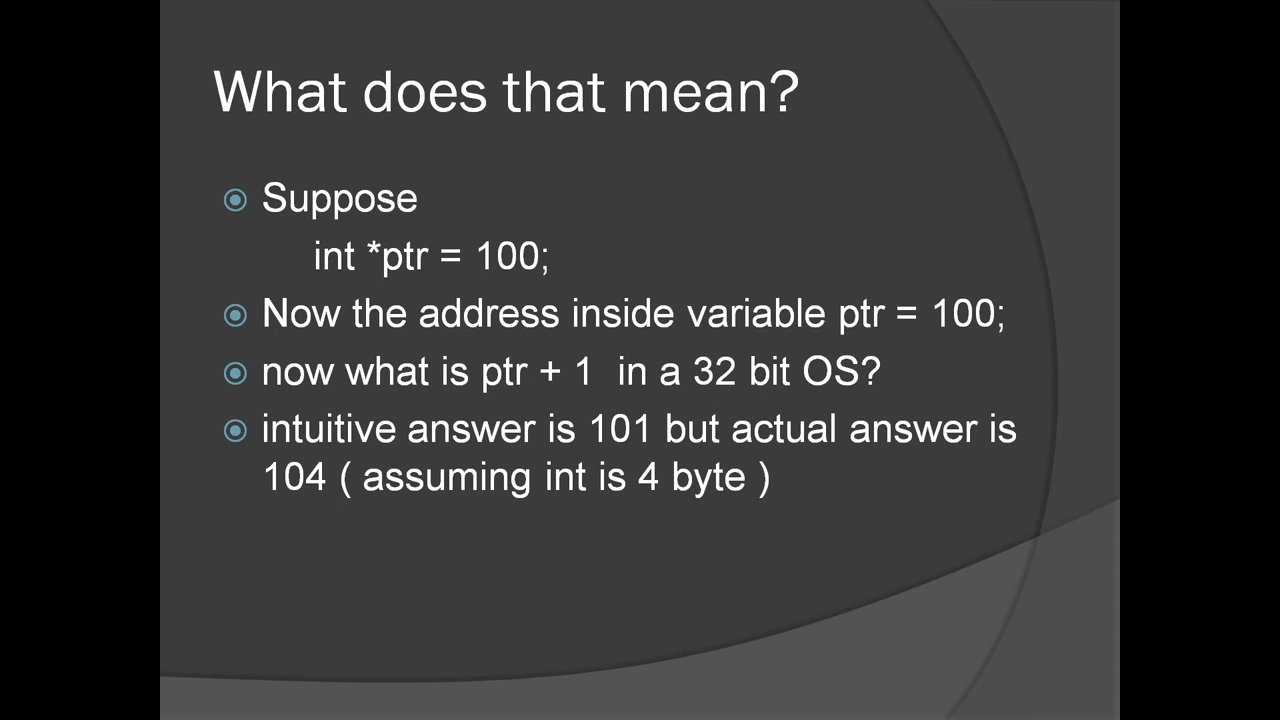 What does that mean?
Suppose
int *ptr = 100;
Now the address inside variable ptr = 100;
now what is ptr + 1 in a 32 bit OS?
intuitive answer is 101 but actual answer is
104 ( assuming int is 4 byte )